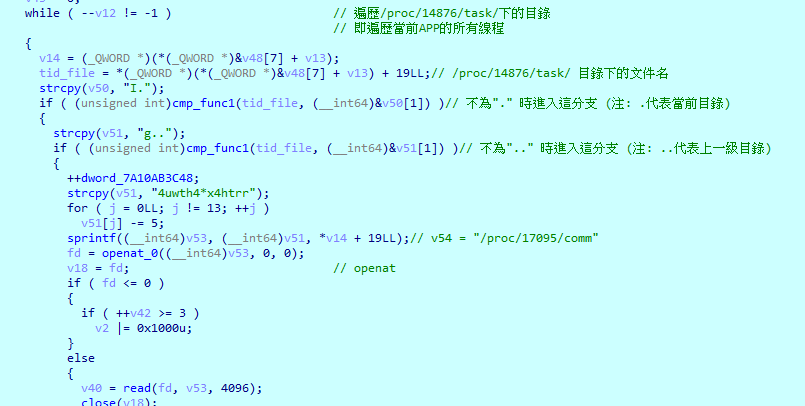 while ( --v12 != -1 ) // 遍歷/proc/14876/task/下的目錄
// 即遍歷當前APP的所有線程
{
v14 = (_QWORD *)(*(_QWORD *)&v48[7] + v13);
tid_file = *(_QWORD *)(*(_QWORD *)&v48[7] + v13) + 19LL;// /proc/14876/task/ 目錄下的文件名
strcpy(v50, "I.");
if ( (unsigned int)cmp_func1(tid_file, (__int64)&v50[1]) )// 不為"." 時進入這分支 (注: .代表當前目錄)
{
strcpy(v51, "g..");
if ( (unsigned int)cmp_func1(tid_file, (__int64)&v51[1]) )// 不為".." 時進入這分支 (注: ..代表上一級目錄)
{
++dword_7A10AB3C48;
strcpy(v51, "4uwth4*x4htrr");
for ( j = 0LL; j != 13; ++j )
v51[j] -= 5;
sprintf((__int64)v53, (__int64)v51, *v14 + 19LL);// v54 = "/proc/17095/comm"
fd = openat_0((__int64)v53, 0, 0);
v18 = fd; // openat
if ( fd <= 0 )
{
if ( ++v42 >= 3 )
v2 |= 0x1000u;
}
else
{
v40 = read(fd, v53, 4096);
close(v18);